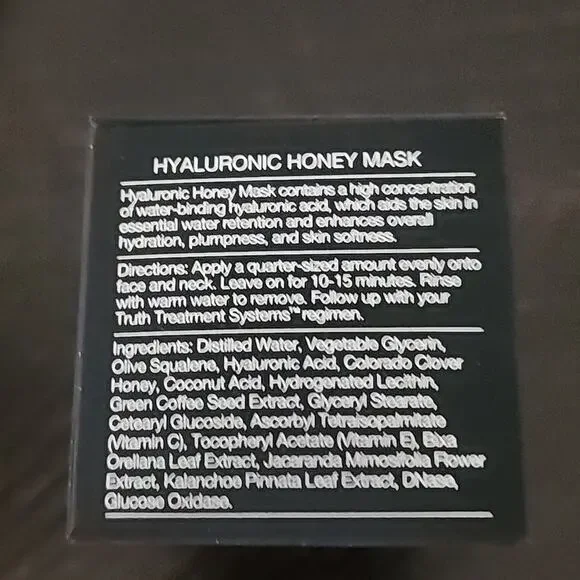 HYALURONIC HONEY MASK
Hyaluronic Honey Mask contains a high concentration
of water-binding hyaluronic acid, which aids the skin in
essential water retention and enhances overall
hydration, plumpness, and skin softness.
Directions: Apply a quarter-sized amount evenly onto
face and neck. Leave on for 10-15 minutes. Rinse
with warm water to remove. Follow up with your
Truth Treatment Systems™ regimen.
Ingredients: Distilled Water, Vegetable Glycerin,
Olive Squalene, Hyaluronic Acid, Colorado Clover
Honey, Coconut Acid, Hydrogenated Lecithin,
Green Coffee Seed Extract, Glyceryl Stearate,
Cetearyl Glucoside, Ascorbyl Tetraisopalmitate
(Vtamin C), Tocopheryl Acetate (Vtamin E), Bixa
Orellana Leaf Extract, Jacaranda Mimosifolia Flower
Extract, Kalanchoe Pinnata Leaf Extract, DNase,
Glucose Oxidase.